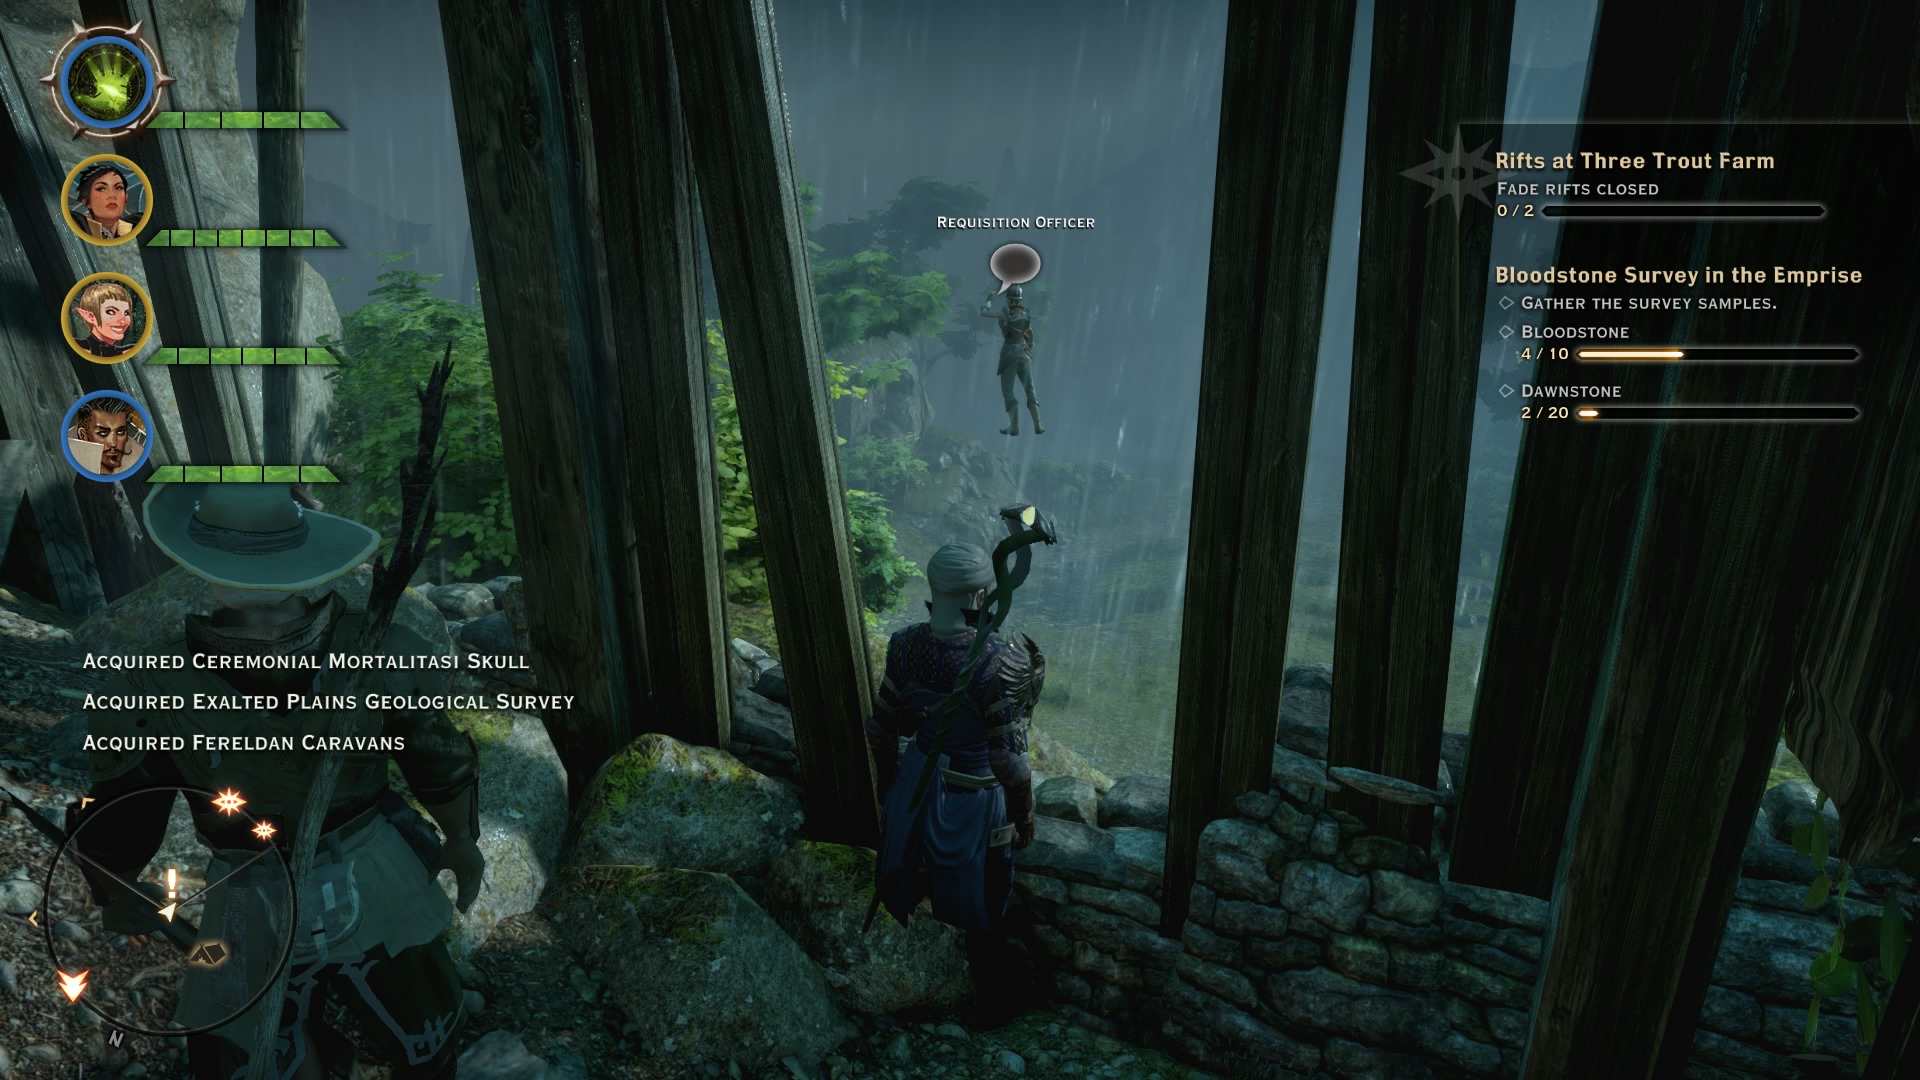 Requisition Officer
Rifts at Three Trout Farm
Fade rifts closed
0 / 2
Bloodstone Survey in the Emprise
Gather the survey samples.
Bloodstone
4 / 10
Dawnstone
2 / 20
Acquired Ceremonial Mortalitasi Skull
Acquired Exalted Plains Geological Survey
Acquired Fereldan Caravans
N